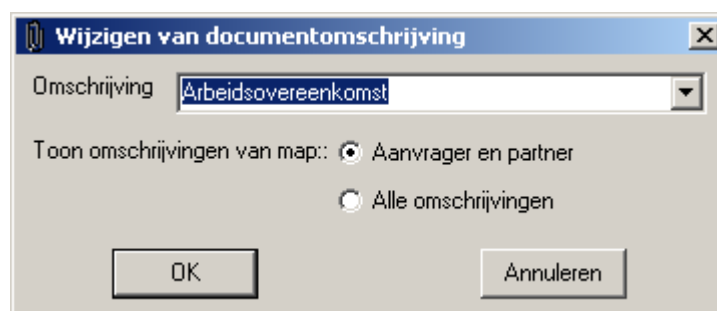 Wijzigen van documentomschrijving
Omschrijving Arbeidsovereenkomst
Toon omschrijvingen van map:: Aanvrager en partner
Alle omschrijvingen
OK Annuleren